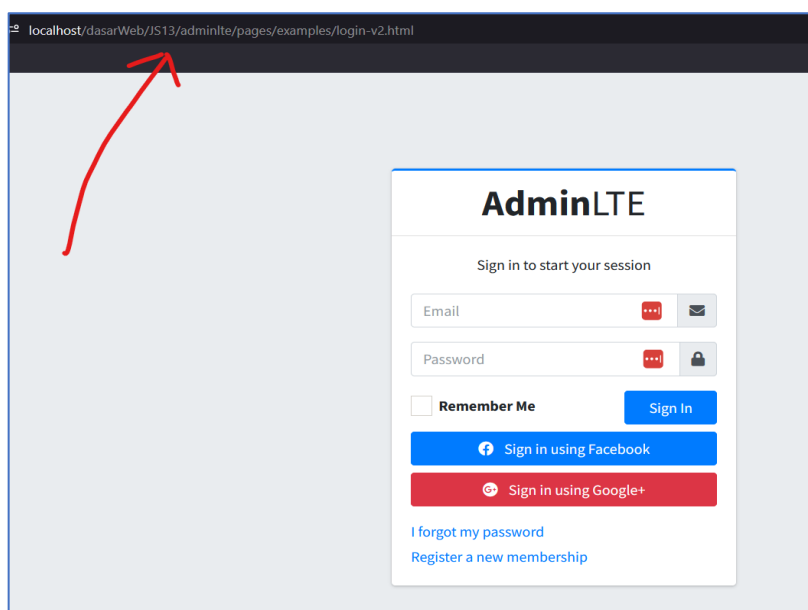 localhost/dasarWeb/JS13/adminlte/pages/examples/login-v2.html
AdminLTE
Sign in to start your session
Email
Password
Remember Me
Sign In
Sign in using Facebook
Sign in using Google+
I forgot my password
Register a new membership